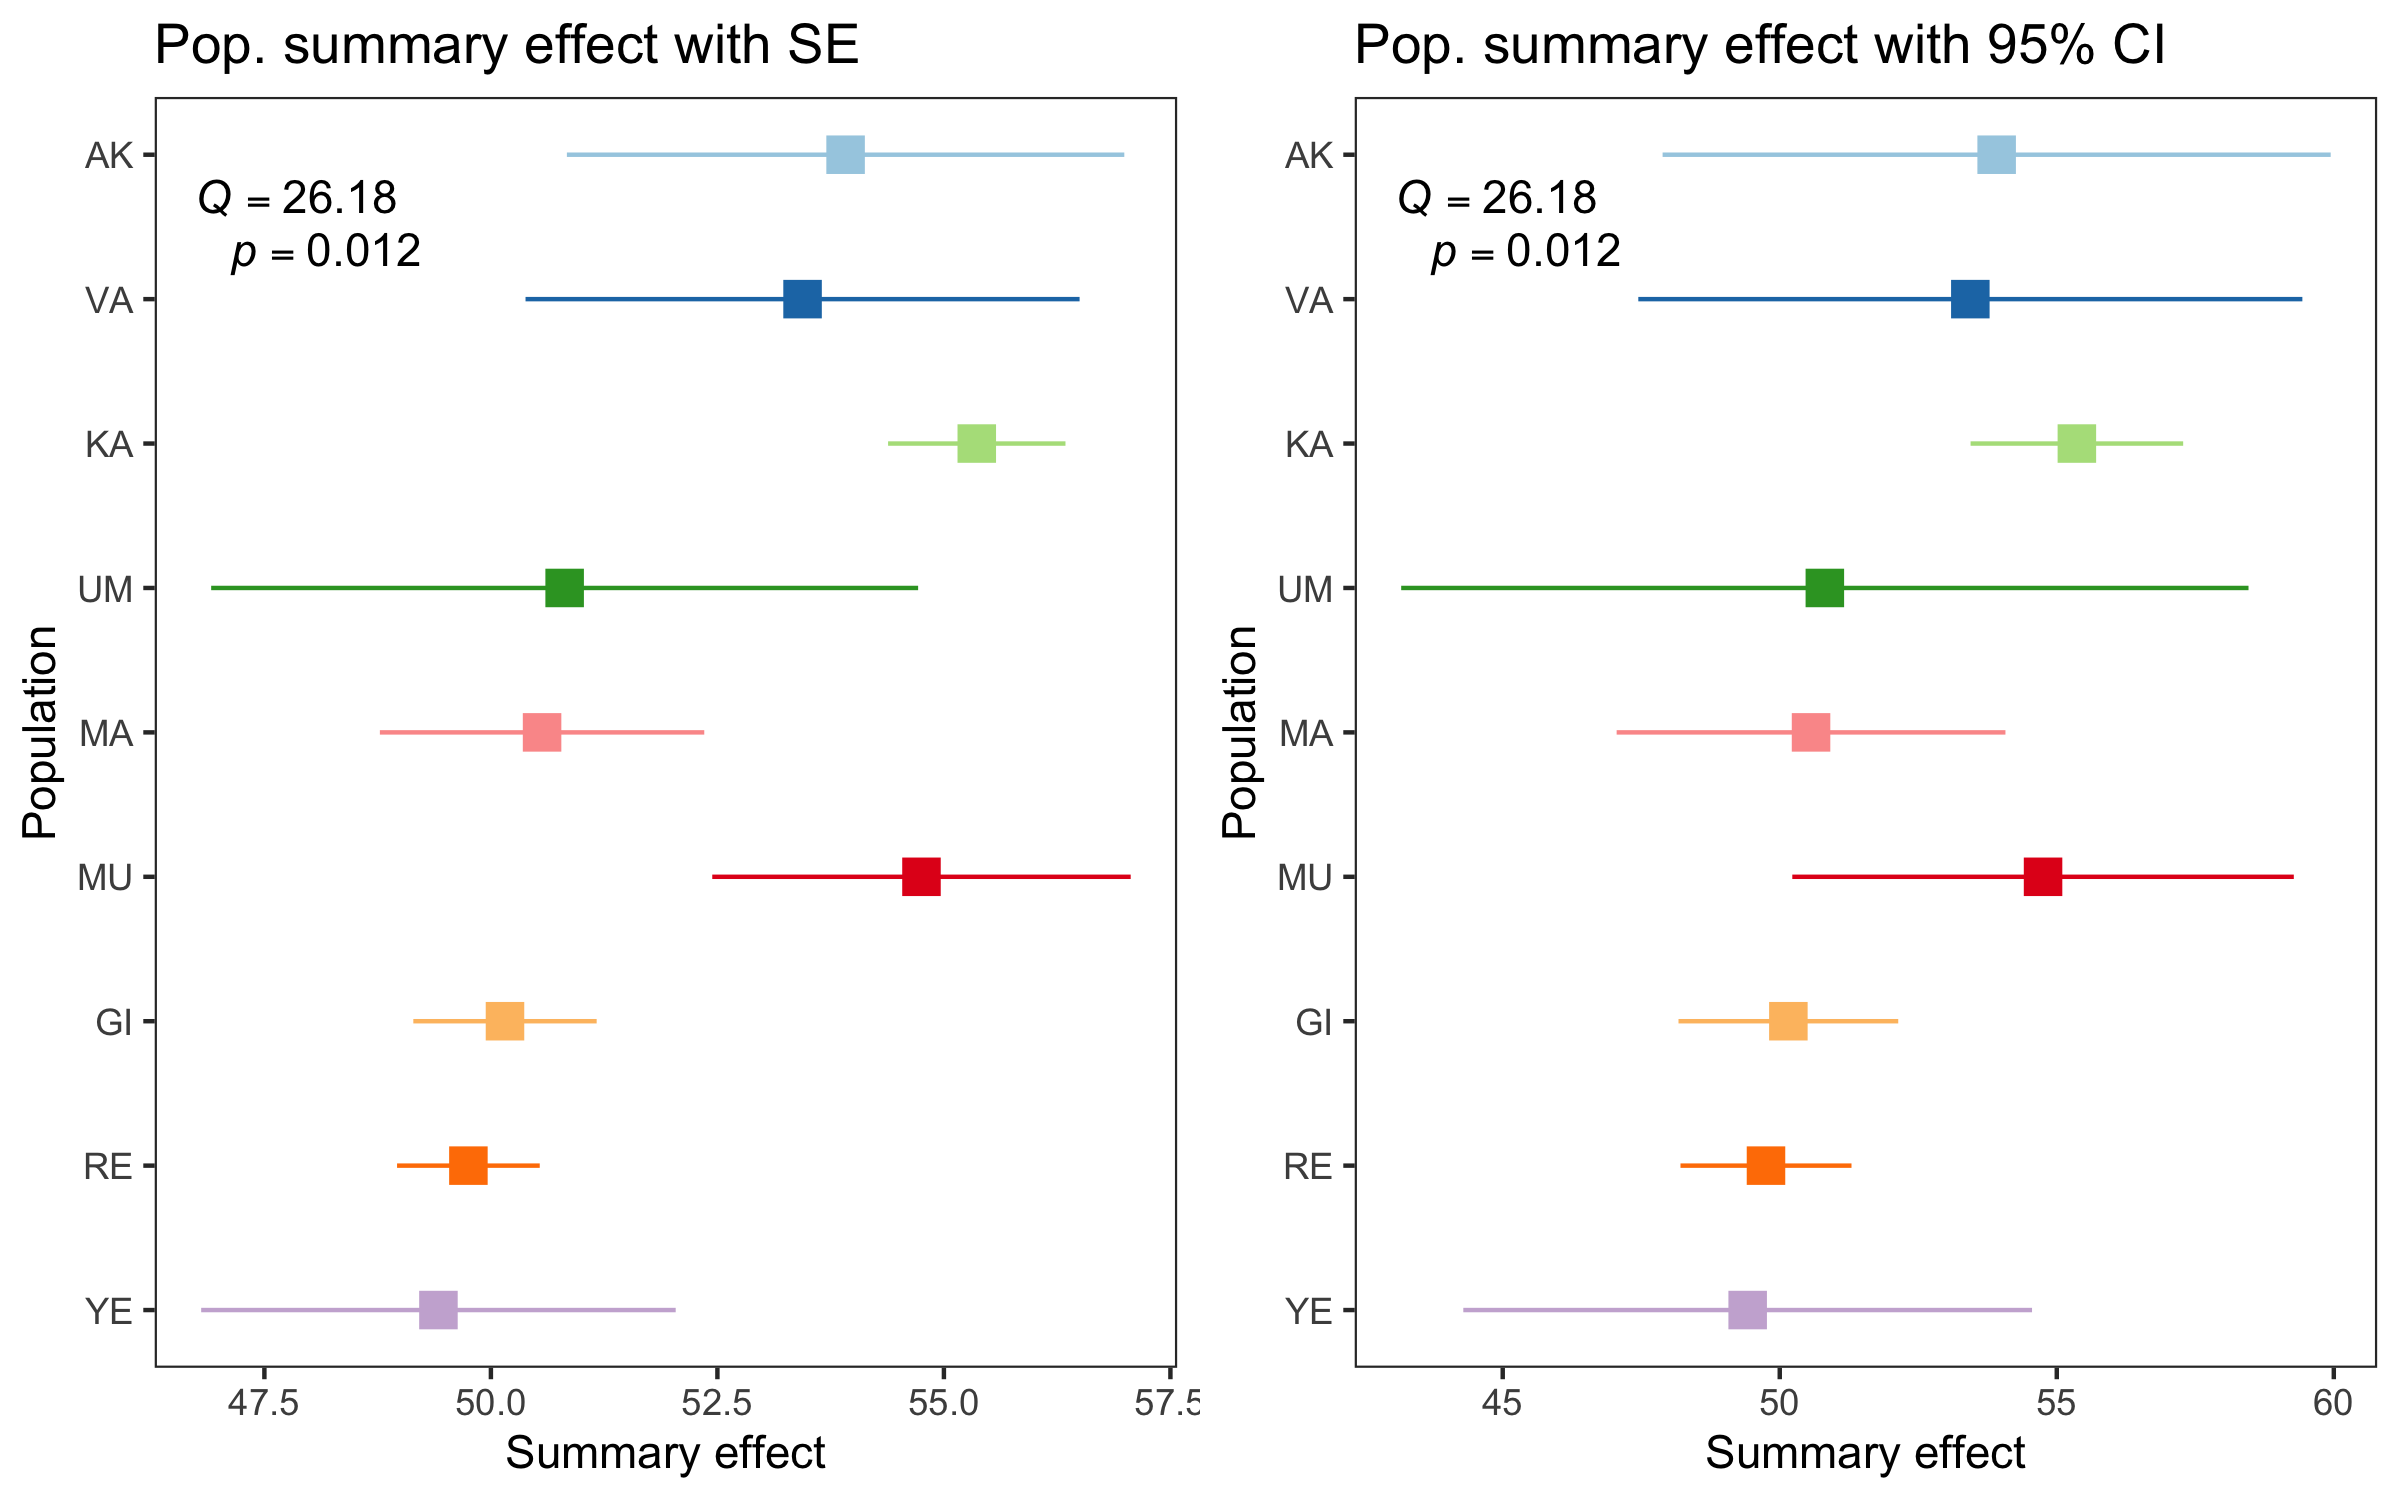 Pop. summary effect with SE
Q = 26.18
p = 0.012
AK
VA
KA
UM
MA
MU
GI
RE
YE
Population
47.5 50.0 52.5 55.0 57.5
Summary effect
Pop. summary effect with 95% CI
Q = 26.18
p = 0.012
AK
VA
KA
UM
MA
MU
GI
RE
YE
Population
45 50 55 60
Summary effect